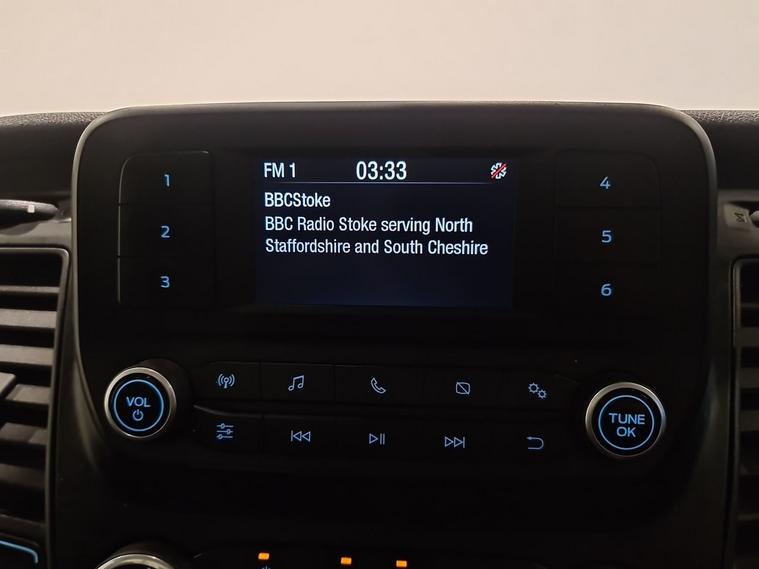 FM 1 03:33
BBCStoke
BBC Radio Stoke serving North
Staffordshire and South Cheshire
1
2
3
4
5
6
VOL
TUNE
OK